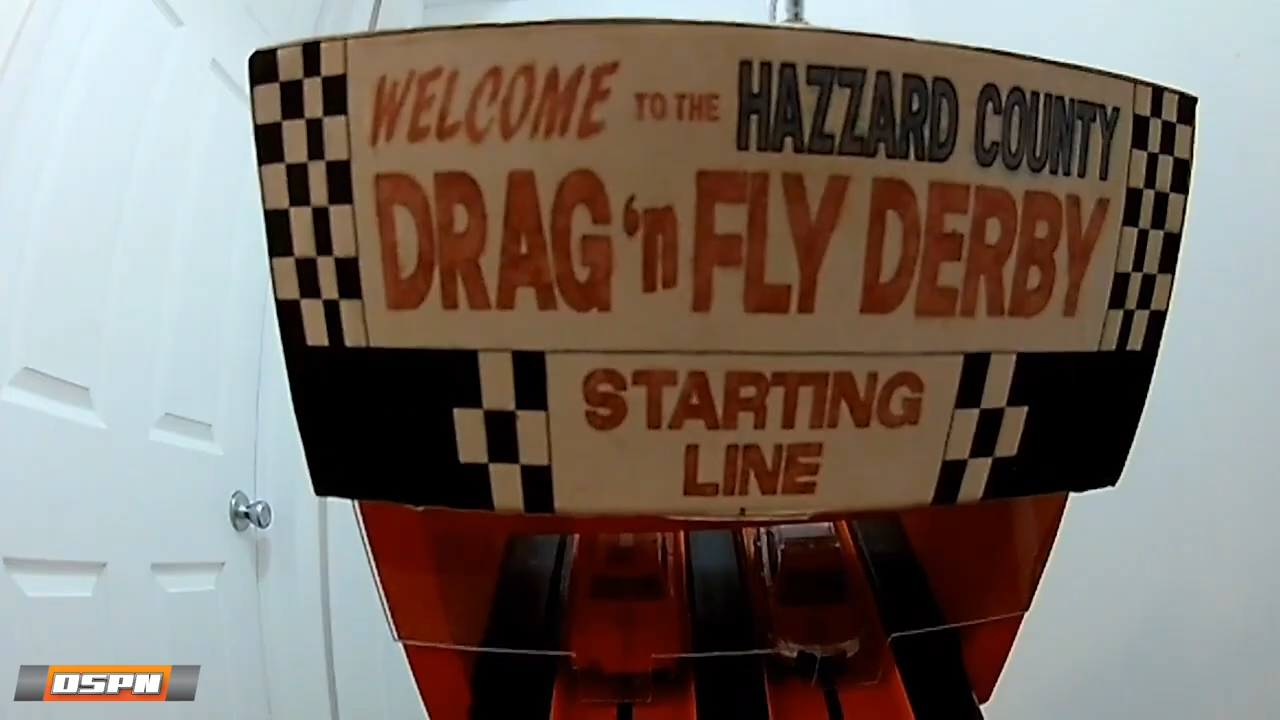 WELCOME TO THE HAZZARD COUNTY
DRAG 'n FLY DERBY
STARTING
LINE
DSPN